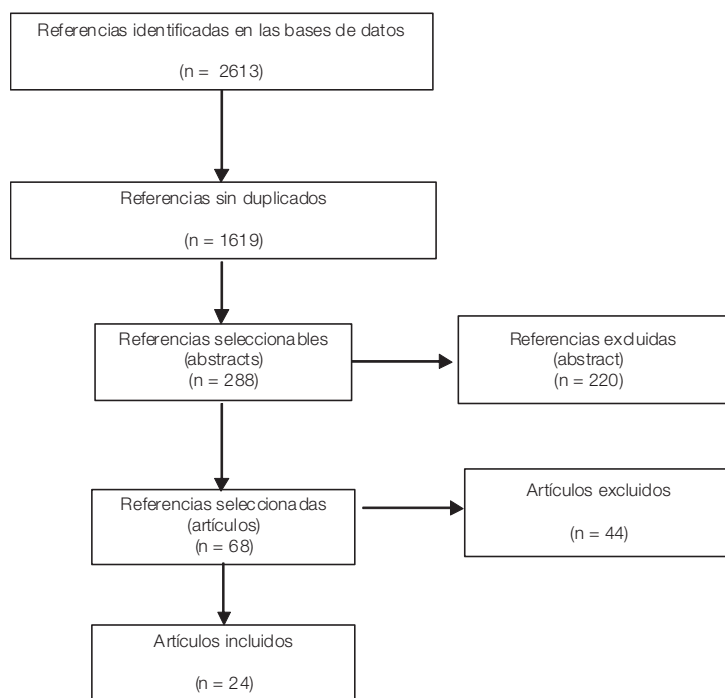 Referencias identificadas en las bases de datos
(n = 2613)
Referencias sin duplicados
(n = 1619)
Referencias seleccionables
(abstracts)
(n = 288)
Referencias excluidas
(abstract)
(n = 220)
Referencias seleccionadas
(artículos)
(n = 68)
Artículos excluidos
(n = 44)
Artículos incluidos
(n = 24)